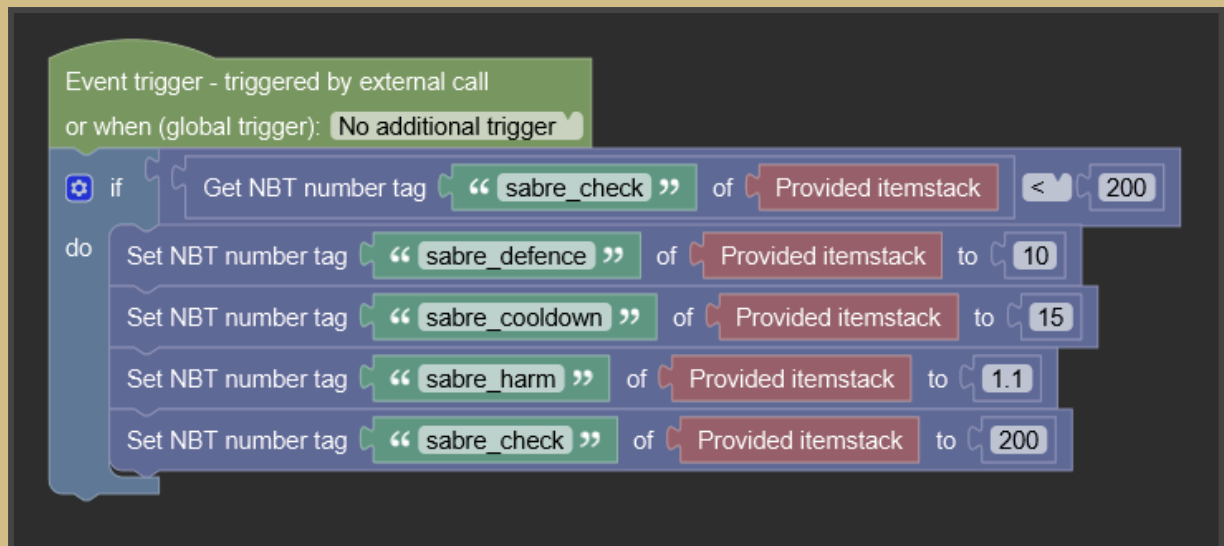 Event trigger - triggered by external call
or when (global trigger): No additional trigger
if Get NBT number tag “ sabre_check ” of Provided itemstack < 200
do Set NBT number tag “ sabre_defence ” of Provided itemstack to 10
Set NBT number tag “ sabre_cooldown ” of Provided itemstack to 15
Set NBT number tag “ sabre_harm ” of Provided itemstack to 1.1
Set NBT number tag “ sabre_check ” of Provided itemstack to 200